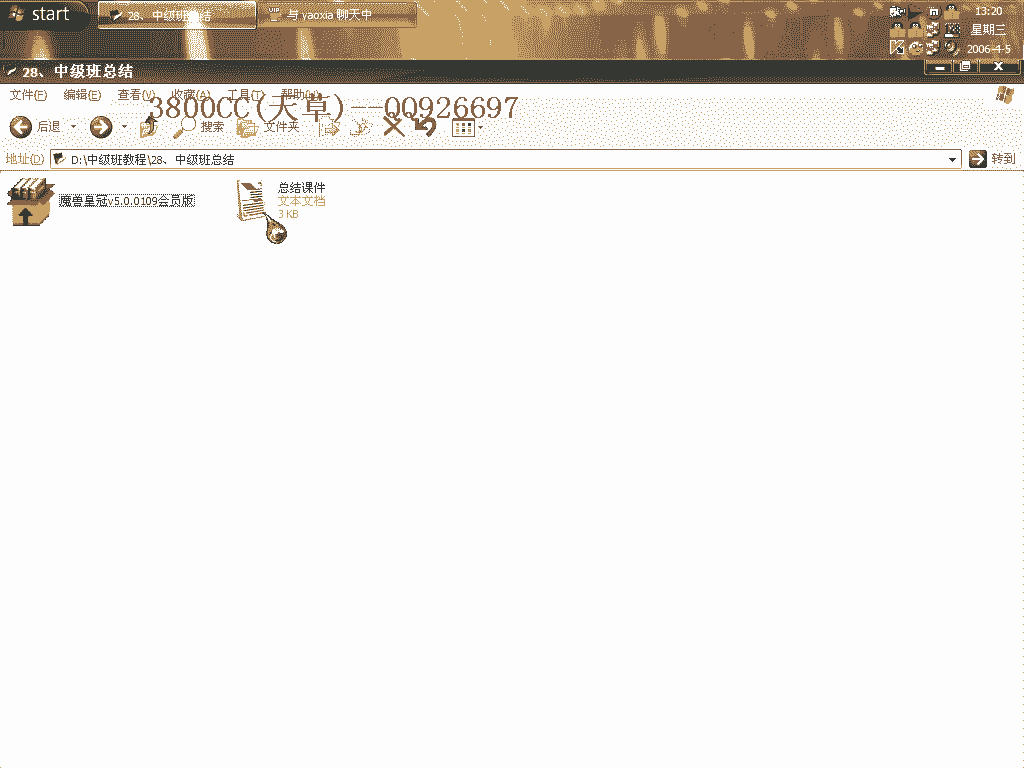 start
28、中级班总结
与 yaoxia 聊天中
13:20
星期三
2006-4-5
28、中级班总结
文件(F) 编辑(E) 查看(V) 收藏(A) 工具(T) 帮助(H)
3800CC(天草)--QQ926697
后退 搜索 文件夹
地址(D) D:\中级班教程\28、中级班总结 转到
魔兽皇冠v5.0.0109会员版
总结课件
文本文档
3 KB